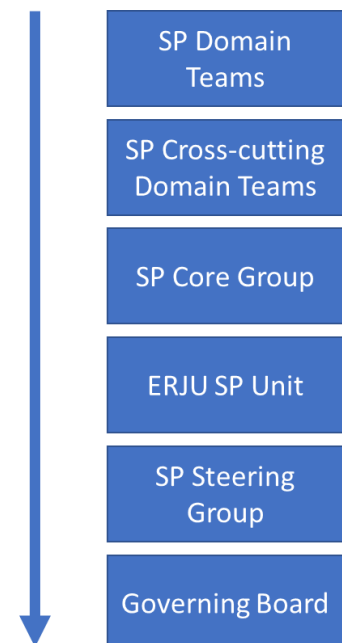 SP Domain
Teams
SP Cross-cutting
Domain Teams
SP Core Group
ERJU SP Unit
SP Steering
Group
Governing Board